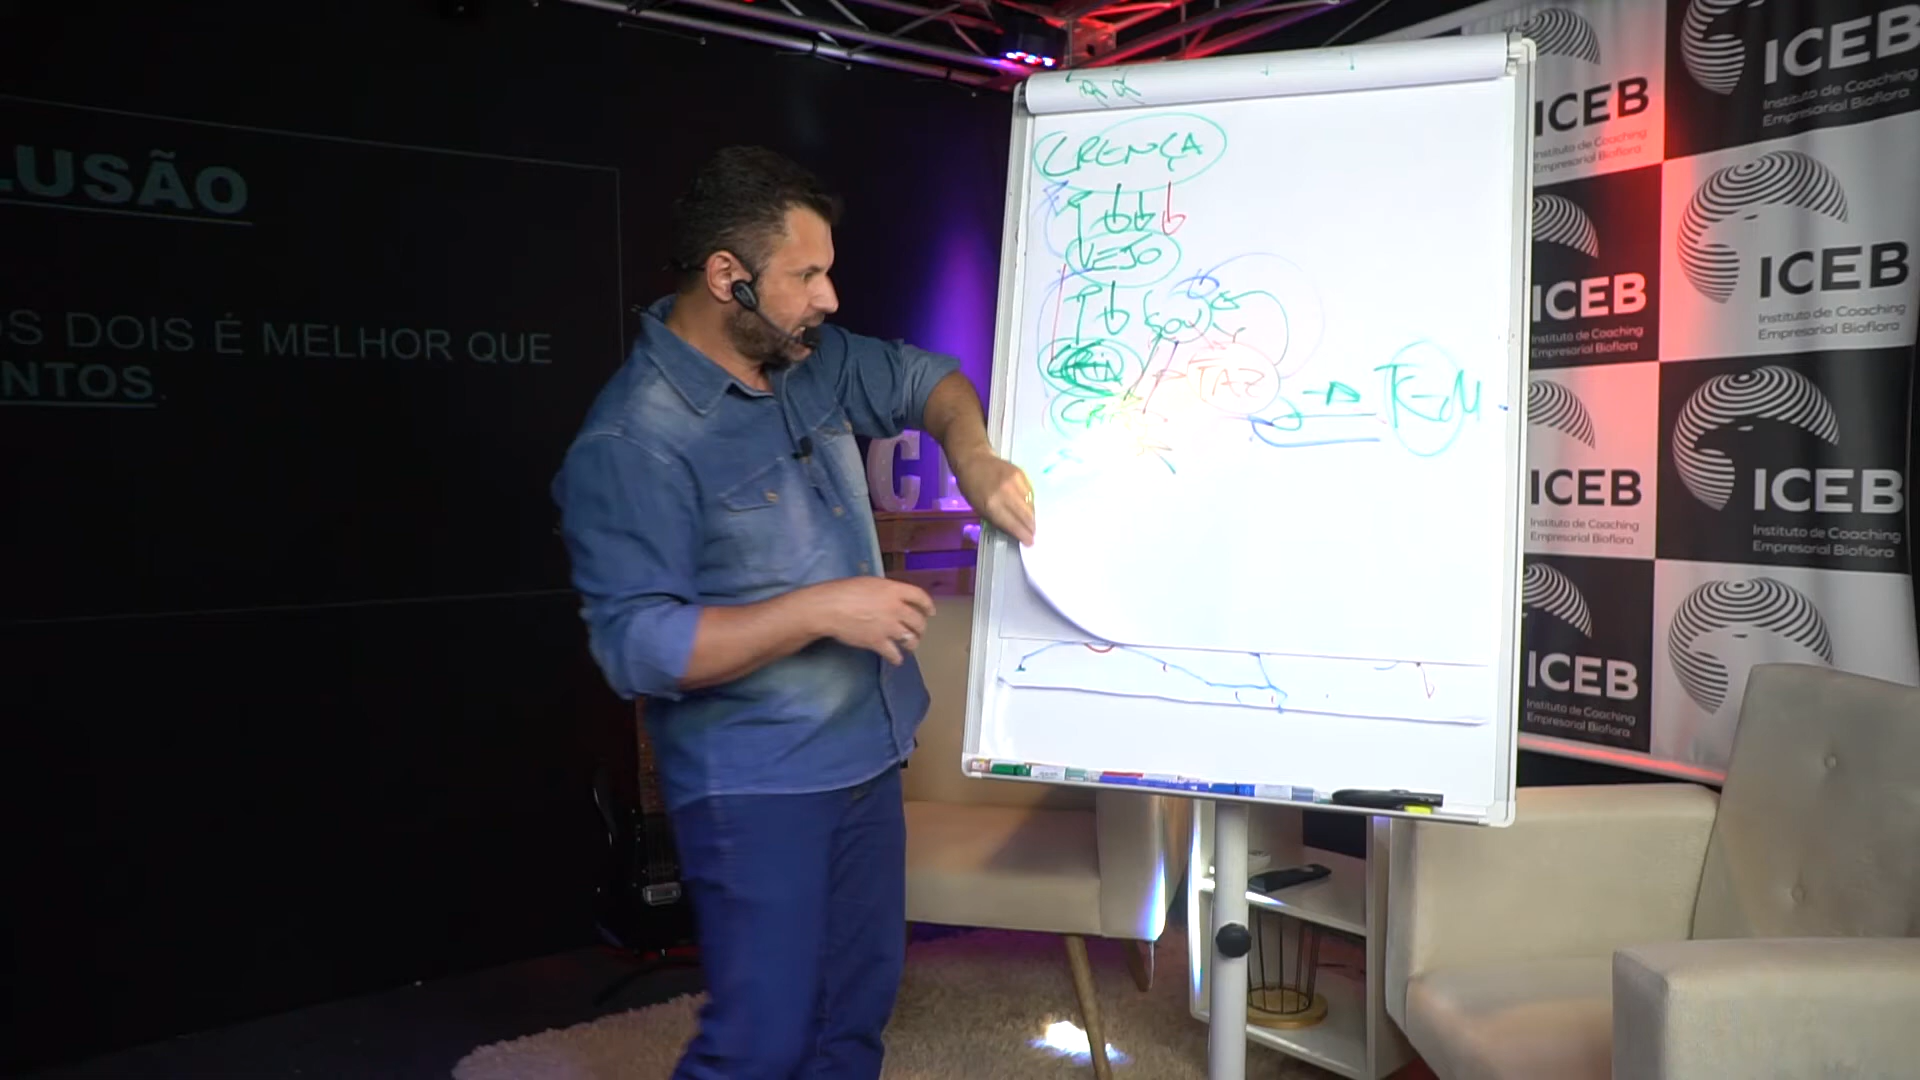 LUSÃO
OS DOIS É MELHOR QUE
NTOS.
CRENÇA
VEJO
SOU
FAZ
TEM
ICEB
Instituto de Coaching
Empresarial Bioflora
ICEB
Instituto de Coaching
Empresarial Bioflora
ICEB
Instituto de Coaching
Empresarial Bioflora
ICEB
Instituto de Coaching
Empresarial Bioflora
ICEB
Instituto de Coaching
Empresarial Bioflora
ICEB
Instituto de Coaching
Empresarial Bioflora
ICEB
Instituto de Coaching
Empresarial Bioflora